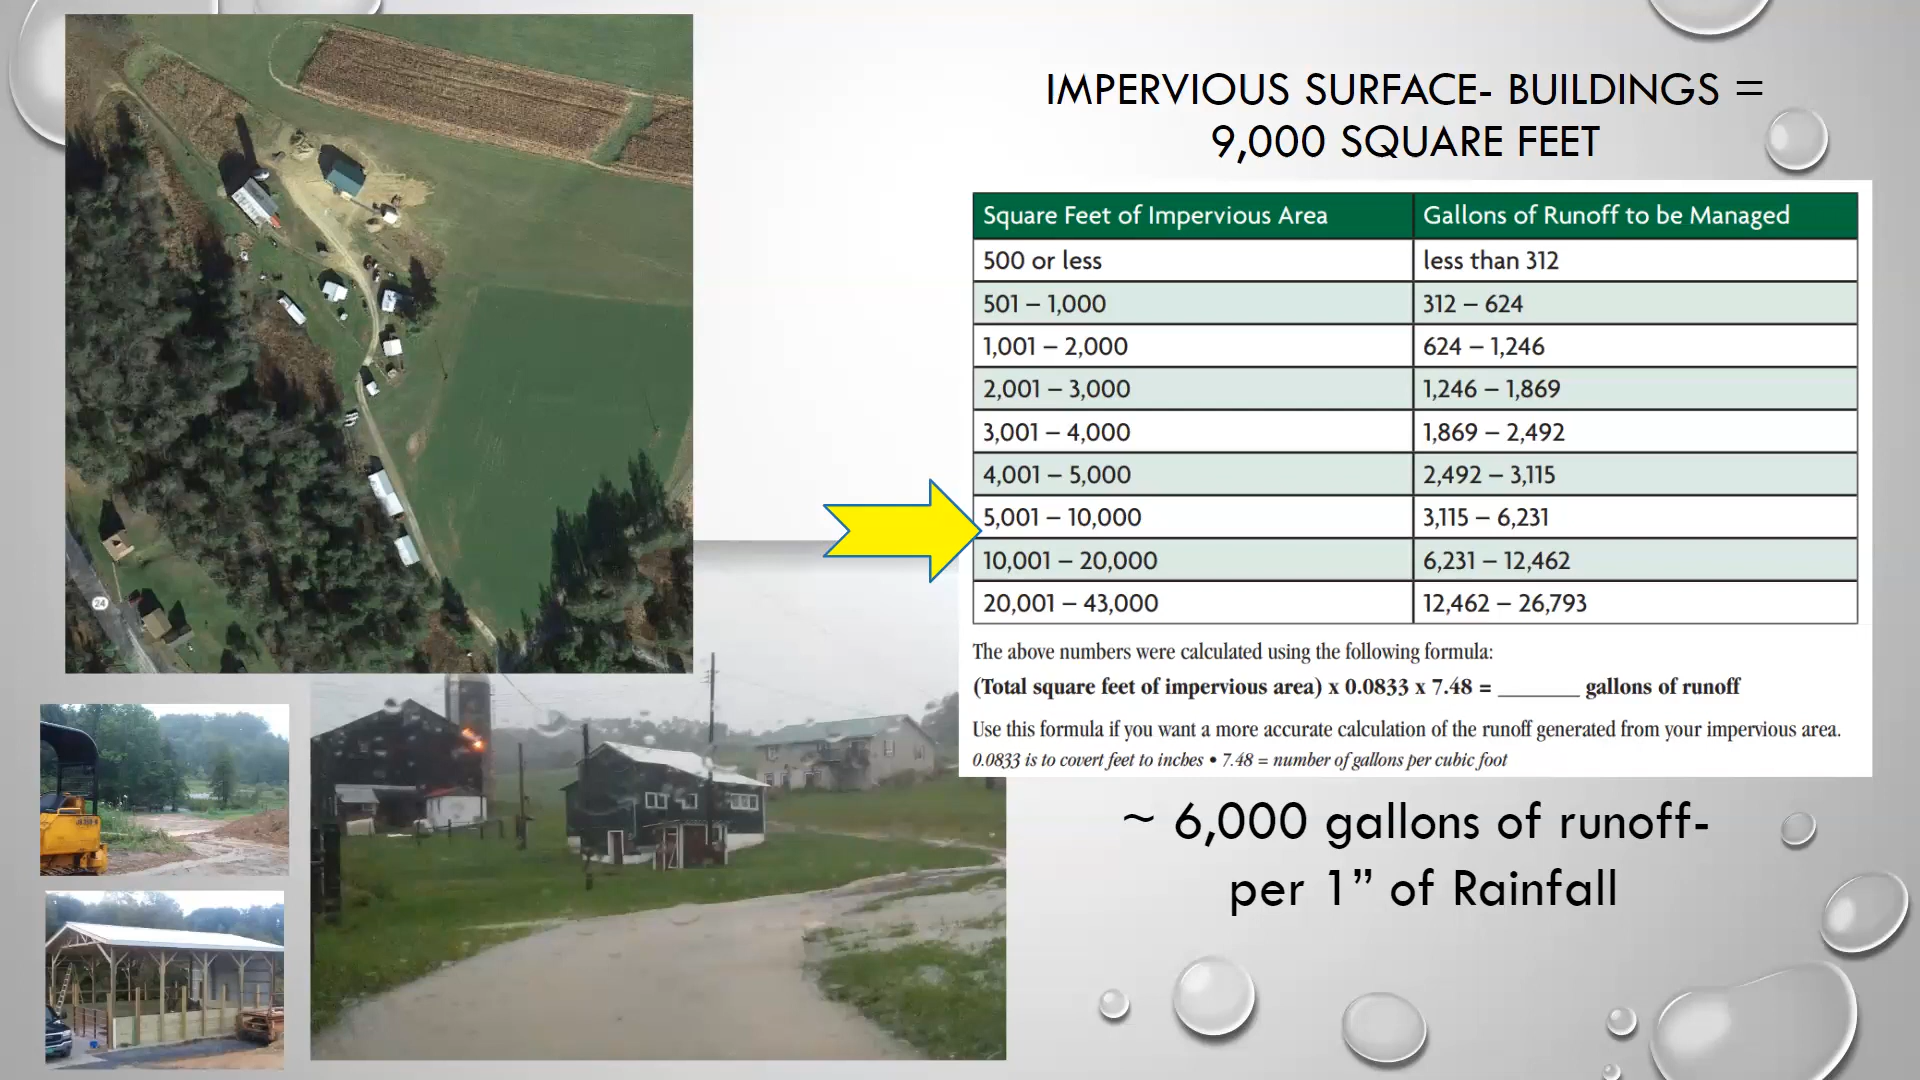 IMPERVIOUS SURFACE- BUILDINGS =
9,000 SQUARE FEET
Square Feet of Impervious Area Gallons of Runoff to be Managed
500 or less less than 312
501 – 1,000 312 – 624
1,001 – 2,000 624 – 1,246
2,001 – 3,000 1,246 – 1,869
3,001 – 4,000 1,869 – 2,492
4,001 – 5,000 2,492 – 3,115
5,001 – 10,000 3,115 – 6,231
10,001 – 20,000 6,231 – 12,462
20,001 – 43,000 12,462 – 26,793
The above numbers were calculated using the following formula:
(Total square feet of impervious area) x 0.0833 x 7.48 = ________ gallons of runoff
Use this formula if you want a more accurate calculation of the runoff generated from your impervious area.
0.0833 is to covert feet to inches • 7.48 = number of gallons per cubic foot
~ 6,000 gallons of runoff-
per 1” of Rainfall
24